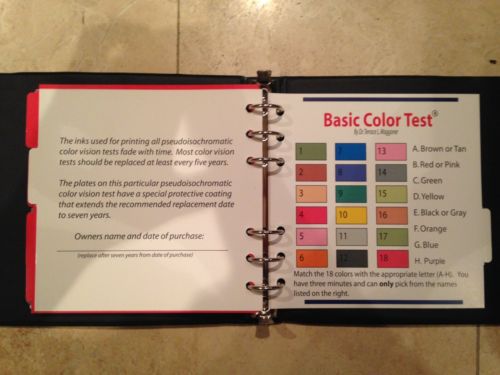 The inks used for printing all pseudoisochromatic
color vision tests fade with time. Most color vision
tests should be replaced at least every five years.
The plates on this particular pseudoisochromatic
color vision test have a special protective coating
that extends the recommended replacement date
to seven years.
Owners name and date of purchase:
(replace after seven years from date of purchase)
Basic Color Test®
By Dr. Terrace L. Waggoner
1 7 13 A. Brown or Tan
2 8 14 B. Red or Pink
C. Green
3 9 15 D. Yellow
4 10 16 E. Black or Gray
F. Orange
5 11 17 G. Blue
6 12 18 H. Purple
Match the 18 colors with the appropriate letter (A-H). You
have three minutes and can only pick from the names
listed on the right.